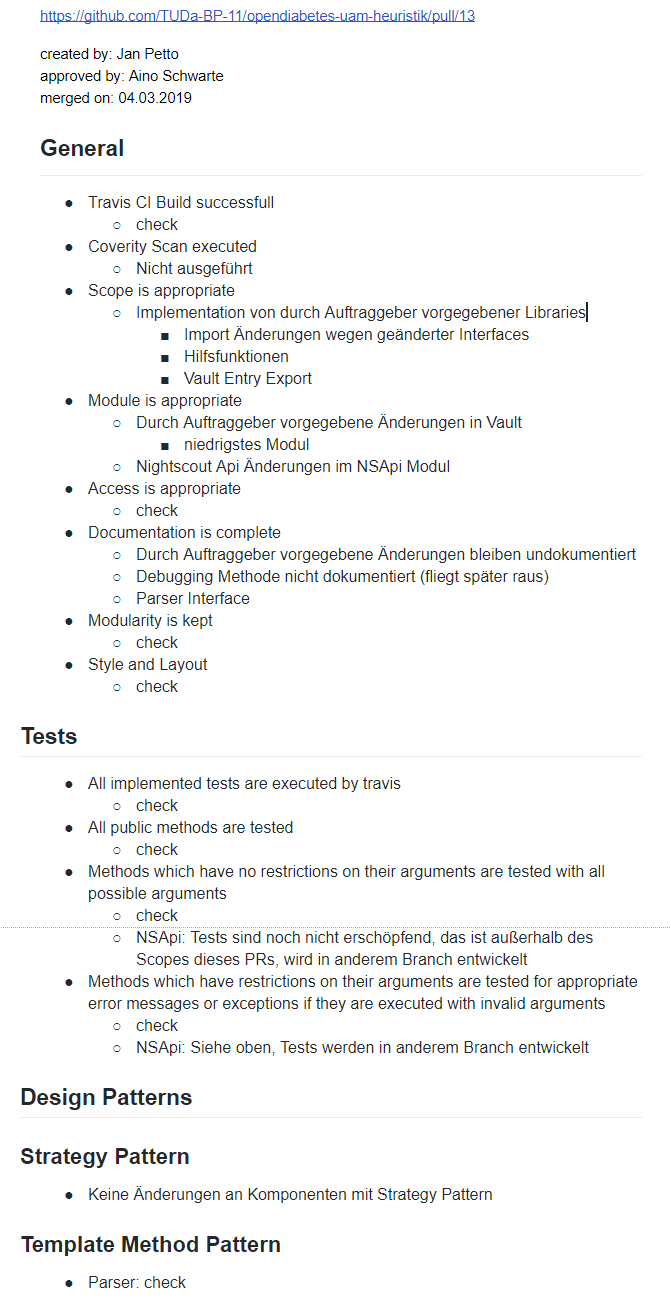 https://github.com/TUDa-BP-11/opendiabetes-uam-heuristik/pull/13
created by: Jan Petto
approved by: Aino Schwarte
merged on: 04.03.2019
General
● Travis CI Build successfull
○ check
● Coverity Scan executed
○ Nicht ausgeführt
● Scope is appropriate
○ Implementation von durch Auftraggeber vorgegebener Libraries
■ Import Änderungen wegen geänderter Interfaces
■ Hilfsfunktionen
■ Vault Entry Export
● Module is appropriate
○ Durch Auftraggeber vorgegebene Änderungen in Vault
■ niedrigstes Modul
○ Nightscout Api Änderungen im NSApi Modul
● Access is appropriate
○ check
● Documentation is complete
○ Durch Auftraggeber vorgegebene Änderungen bleiben undokumentiert
○ Debugging Methode nicht dokumentiert (fliegt später raus)
○ Parser Interface
● Modularity is kept
○ check
● Style and Layout
○ check
Tests
● All implemented tests are executed by travis
○ check
● All public methods are tested
○ check
● Methods which have no restrictions on their arguments are tested with all
possible arguments
○ check
○ NSApi: Tests sind noch nicht erschöpfend, das ist außerhalb des
Scopes dieses PRs, wird in anderem Branch entwickelt
● Methods which have restrictions on their arguments are tested for appropriate
error messages or exceptions if they are executed with invalid arguments
○ check
○ NSApi: Siehe oben, Tests werden in anderem Branch entwickelt
Design Patterns
Strategy Pattern
● Keine Änderungen an Komponenten mit Strategy Pattern
Template Method Pattern
● Parser: check